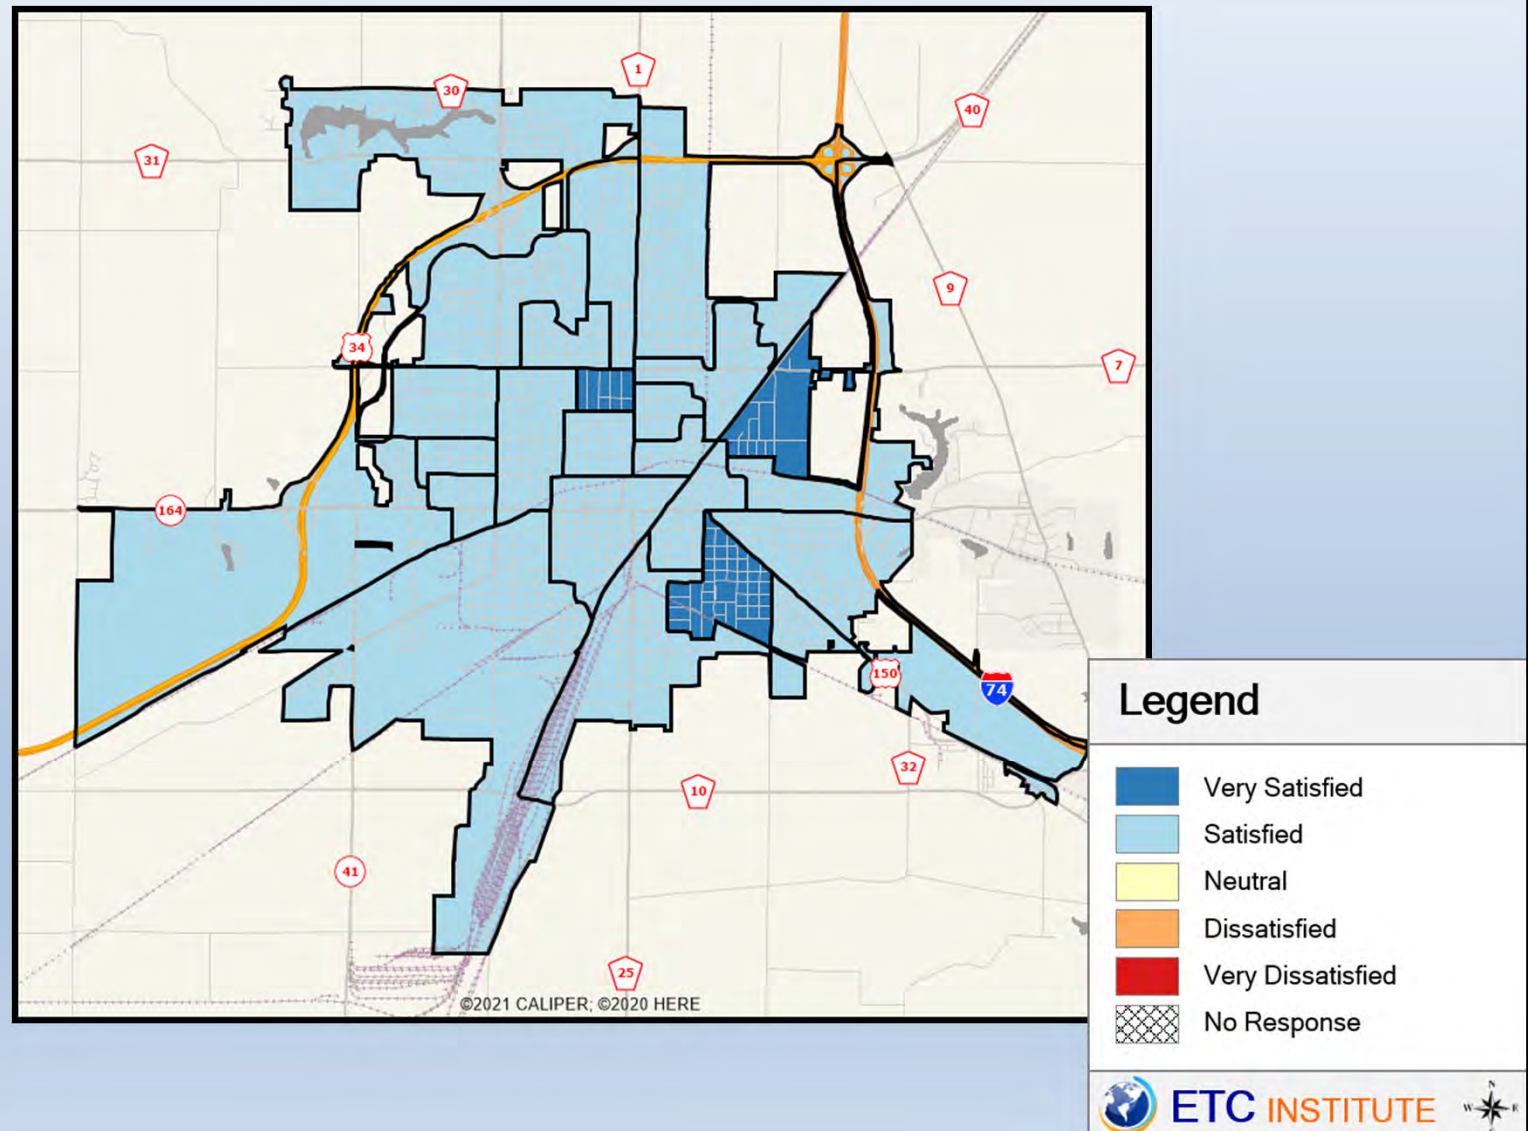 1
30
40
31
9
34
7
164
150
74
32
10
41
25
©2021 CALIPER; ©2020 HERE
Legend
Very Satisfied
Satisfied
Neutral
Dissatisfied
Very Dissatisfied
No Response
ETC INSTITUTE
N
W
E